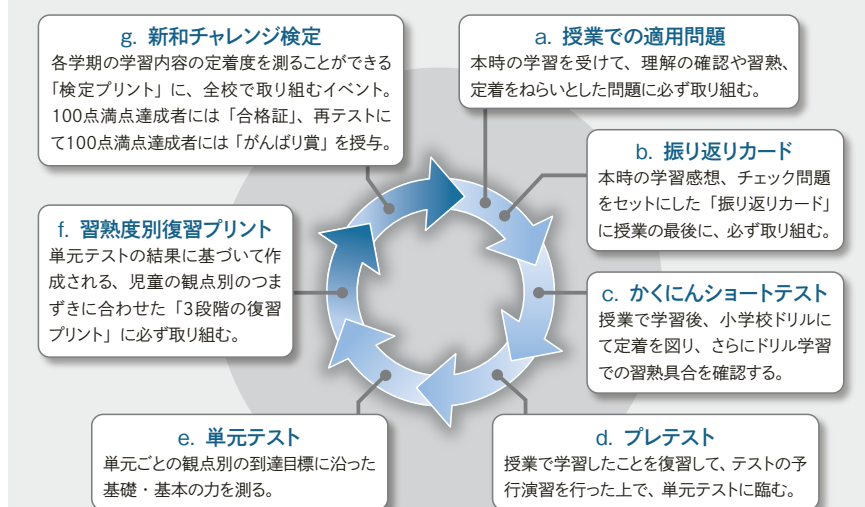 a. 授業での適用問題
本時の学習を受けて、理解の確認や習熟、
定着をねらいとした問題に必ず取り組む。
b. 振り返りカード
本時の学習感想、チェック問題
をセットにした「振り返りカード」
に授業の最後に、必ず取り組む。
c. かくにんショートテスト
授業で学習後、小学校ドリルに
て定着を図り、さらにドリル学習
での習熟具合を確認する。
d. プレテスト
授業で学習したことを復習して、テストの予
行演習を行った上で、単元テストに臨む。
e. 単元テスト
単元ごとの観点別の到達目標に沿った
基礎・基本の力を測る。
f. 習熟度別復習プリント
単元テストの結果に基づいて作
成される、児童の観点別のつま
ずきに合わせた「3段階の復習
プリント」に必ず取り組む。
g. 新和チャレンジ検定
各学期の学習内容の定着度を測ることができる
「検定プリント」に、全校で取り組むイベント。
100点満点達成者には「合格証」、再テストに
て100点満点達成者には「がんばり賞」を授与。